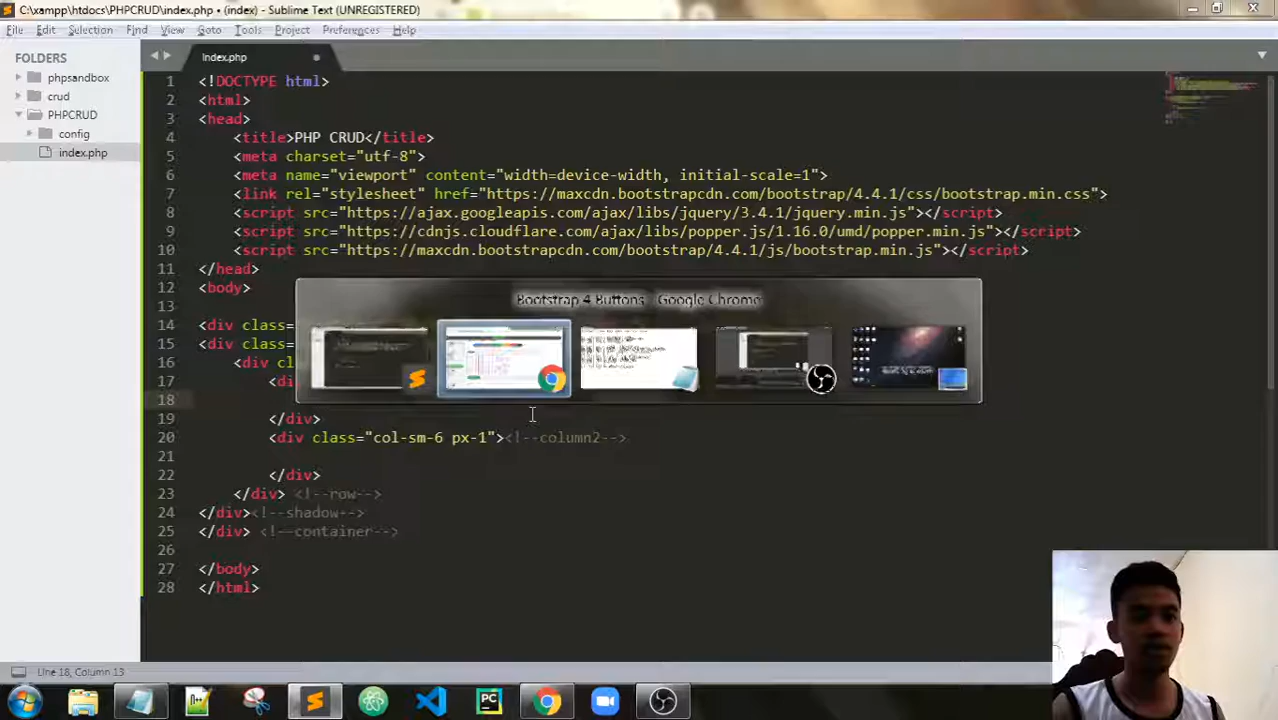 C:\xampp\htdocs\PHPCRUD\index.php • (index) - Sublime Text (UNREGISTERED)
File Edit Selection Find View Goto Tools Project Preferences Help
FOLDERS
phpsandbox
crud
PHPCRUD
config
index.php
index.php
1 <!DOCTYPE html>
2 <html>
3 <head>
4 <title>PHP CRUD</title>
5 <meta charset="utf-8">
6 <meta name="viewport" content="width=device-width, initial-scale=1">
7 <link rel="stylesheet" href="https://maxcdn.bootstrapcdn.com/bootstrap/4.4.1/css/bootstrap.min.css">
8 <script src="https://ajax.googleapis.com/ajax/libs/jquery/3.4.1/jquery.min.js"></script>
9 <script src="https://cdnjs.cloudflare.com/ajax/libs/popper.js/1.16.0/umd/popper.min.js"></script>
10 <script src="https://maxcdn.bootstrapcdn.com/bootstrap/4.4.1/js/bootstrap.min.js"></script>
11 </head>
12 <body>
13
Bootstrap 4 Buttons - Google Chrome
14 <div class=
15 <div class=
16 <div cl
17 <di
18
19 </div>
20 <div class="col-sm-6 px-1"><!--column2-->
21
22 </div>
23 </div> <!--row-->
24 </div><!--shadow-->
25 </div> <!--container-->
26
27 </body>
28 </html>
Line 18, Column 13